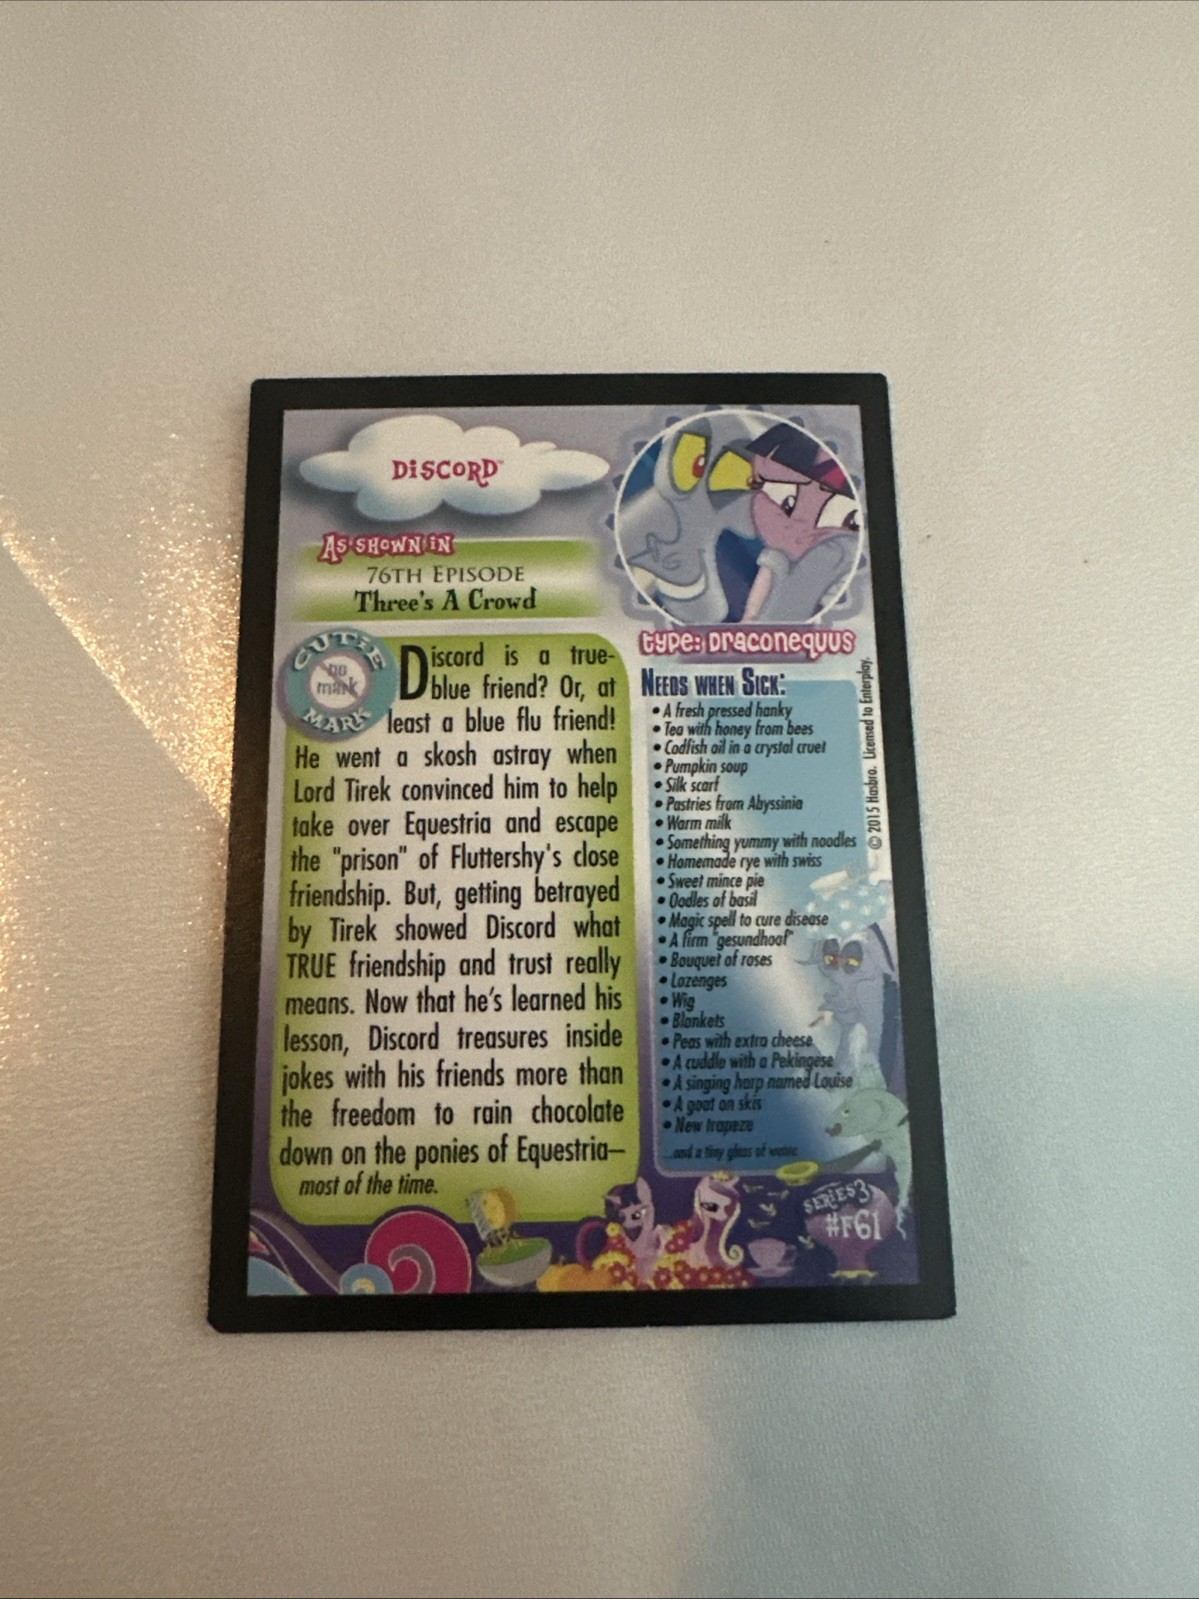 DISCORD™
AS SHOWN IN
76TH EPISODE
Three's A Crowd
CUTiE
no
mark
MARK
Discord is a true-
blue friend? Or, at
least a blue flu friend!
He went a skosh astray when
Lord Tirek convinced him to help
take over Equestria and escape
the "prison" of Fluttershy's close
friendship. But, getting betrayed
by Tirek showed Discord what
TRUE friendship and trust really
means. Now that he's learned his
lesson, Discord treasures inside
jokes with his friends more than
the freedom to rain chocolate
down on the ponies of Equestria—
most of the time.
type: Draconequus
NEEDS WHEN SICK:
• A fresh pressed hanky
• Tea with honey from bees
• Codfish oil in a crystal cruet
• Pumpkin soup
• Silk scarf
• Pastries from Abyssinia
• Warm milk
• Something yummy with noodles
• Homemade rye with swiss
• Sweet mince pie
• Oodles of basil
• Magic spell to cure disease
• A firm "gesundhoof"
• Bouquet of roses
• Lozenges
• Wig
• Blankets
• Peas with extra cheese
• A cuddle with a Pekingese
• A singing harp named Louise
• A goat on skis
• New trapeze
...and a tiny glass of water
© 2015 Hasbro. Licensed to Enterplay.
SERIES 3
#F61